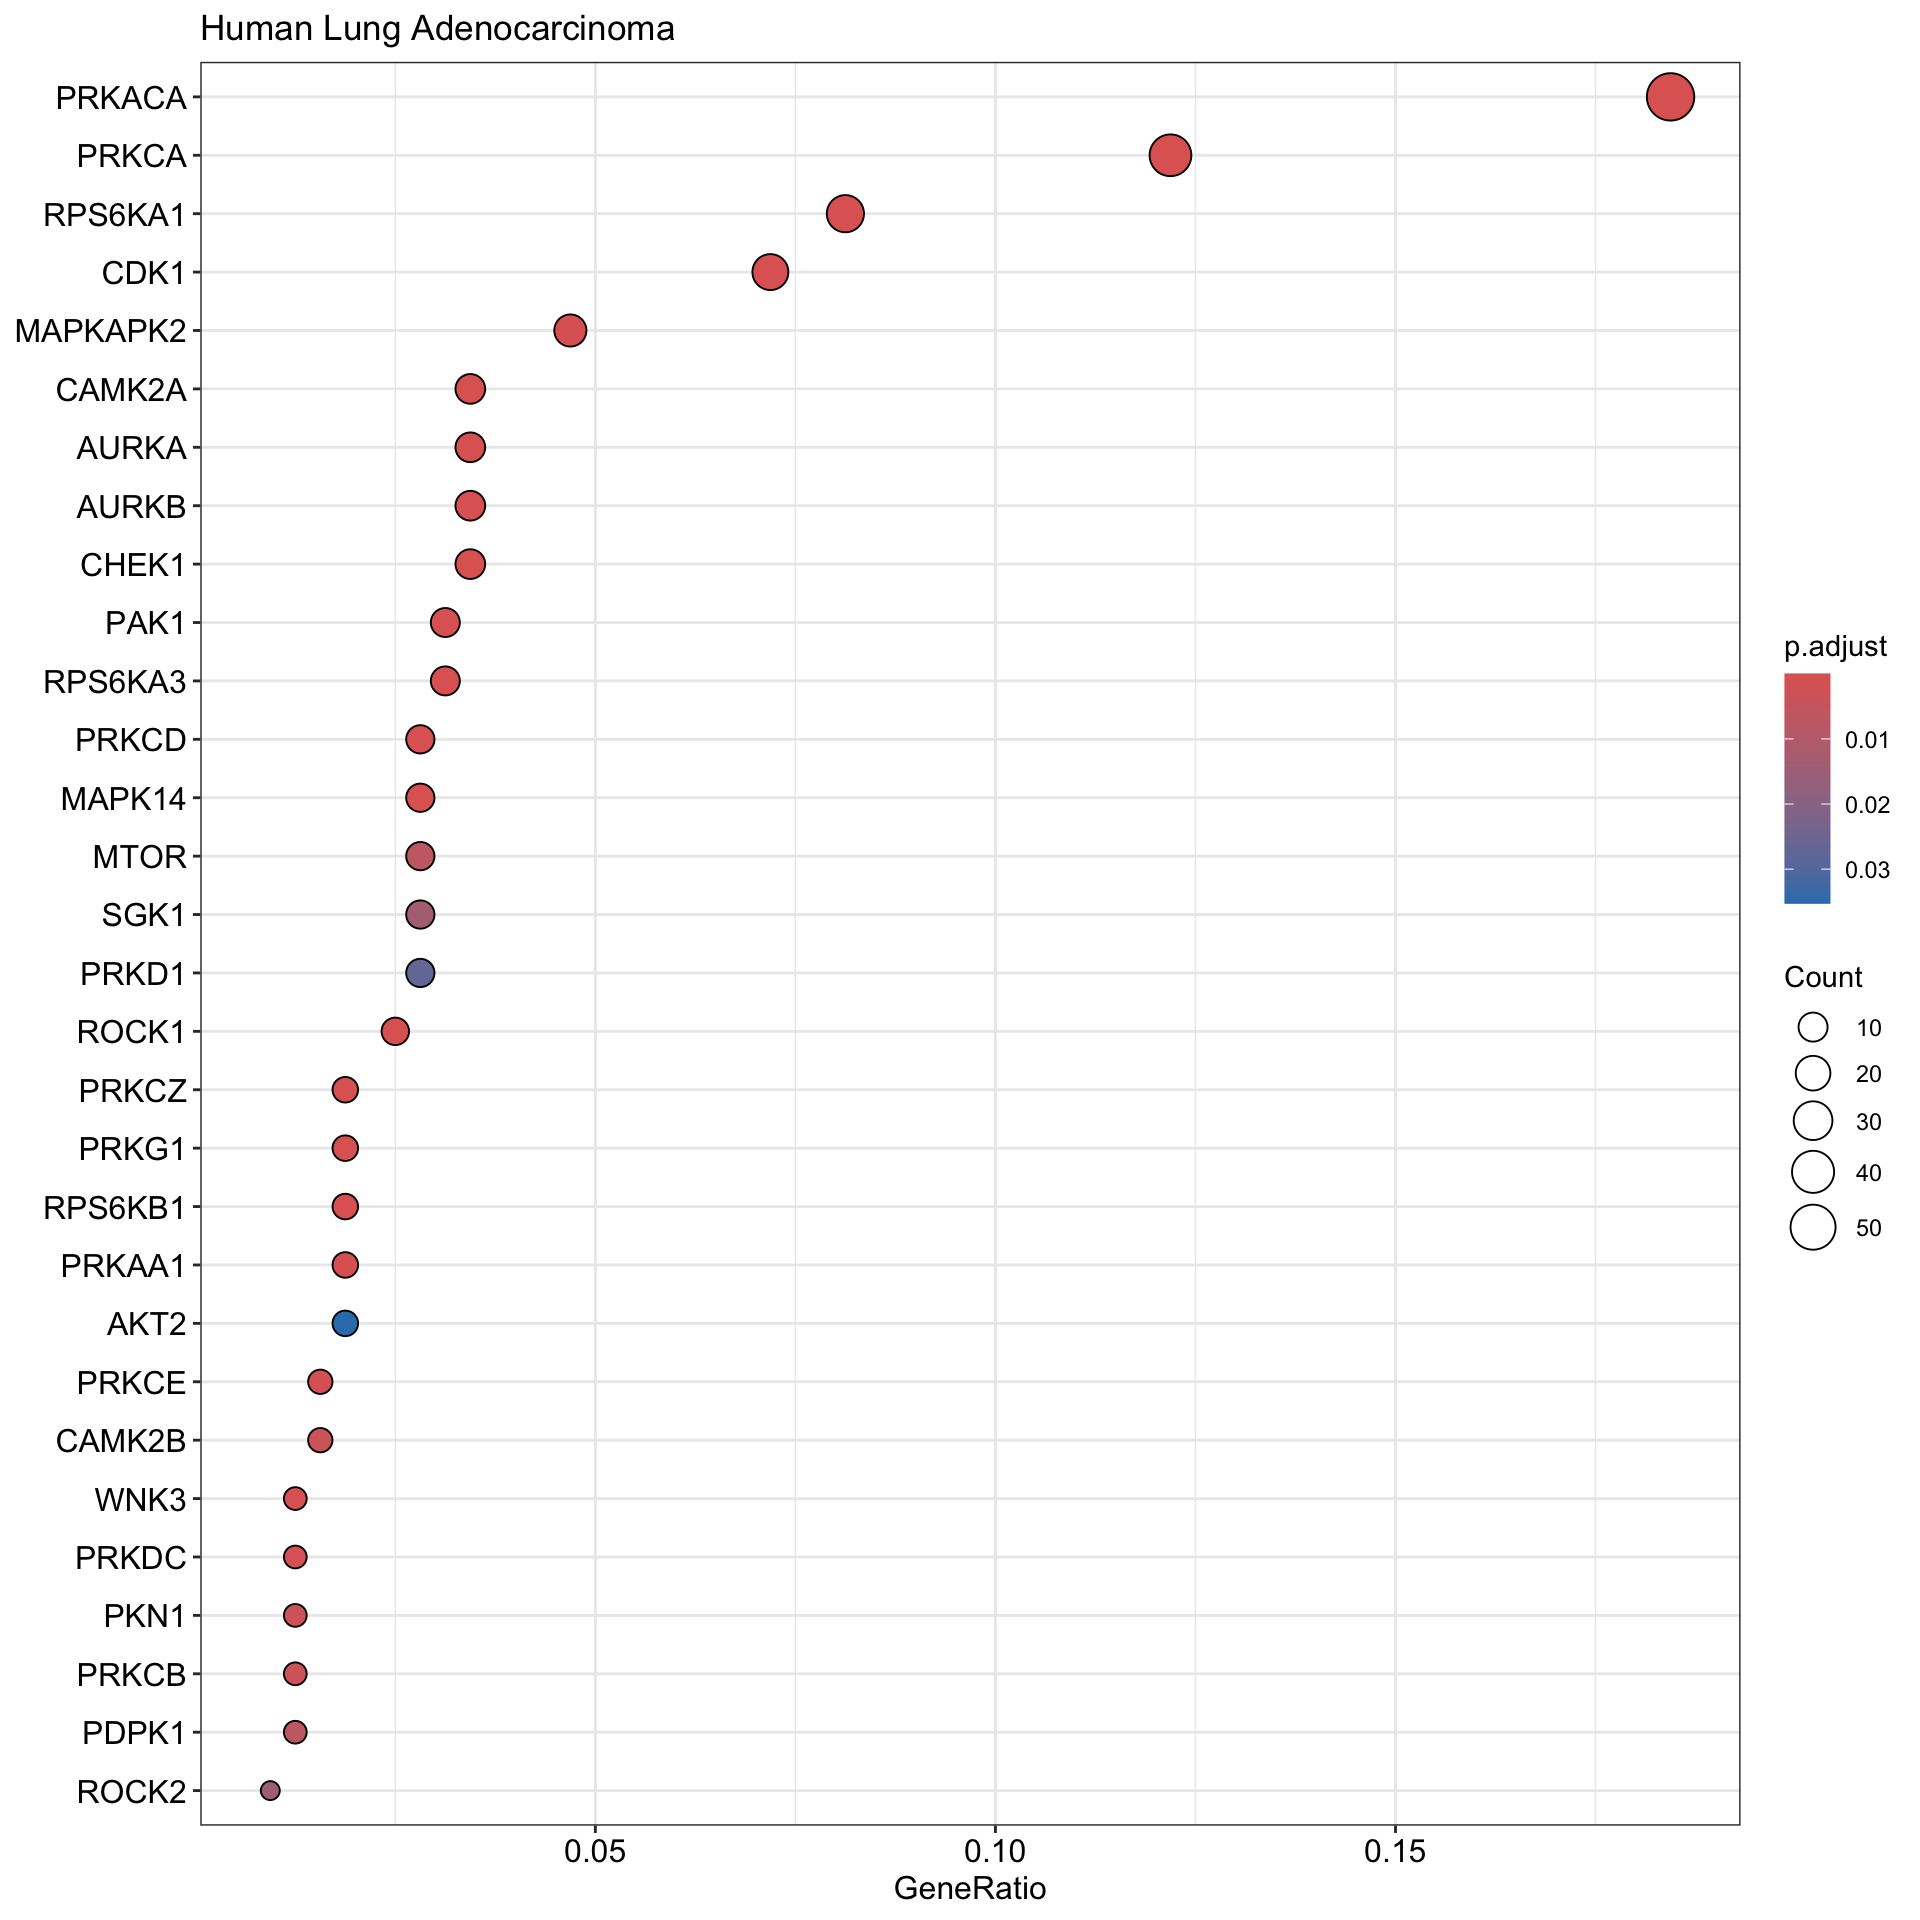 Human Lung Adenocarcinoma
PRKACA
PRKCA
RPS6KA1
CDK1
MAPKAPK2
CAMK2A
AURKA
AURKB
CHEK1
PAK1
RPS6KA3
PRKCD
MAPK14
MTOR
SGK1
PRKD1
ROCK1
PRKCZ
PRKG1
RPS6KB1
PRKAA1
AKT2
PRKCE
CAMK2B
WNK3
PRKDC
PKN1
PRKCB
PDPK1
ROCK2
0.05 0.10 0.15
GeneRatio
p.adjust
0.01
0.02
0.03
Count
10
20
30
40
50